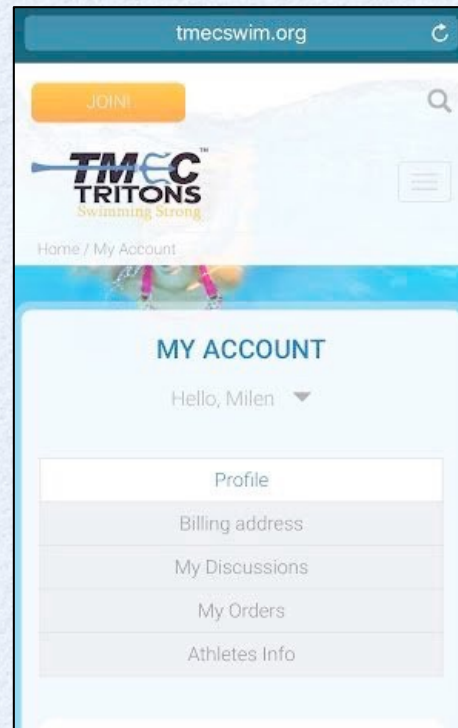 tmecswim.org
JOIN!
TMEC™
TRITONS
Swimming Strong
Home / My Account
MY ACCOUNT
Hello, Milen
Profile
Billing address
My Discussions
My Orders
Athletes Info